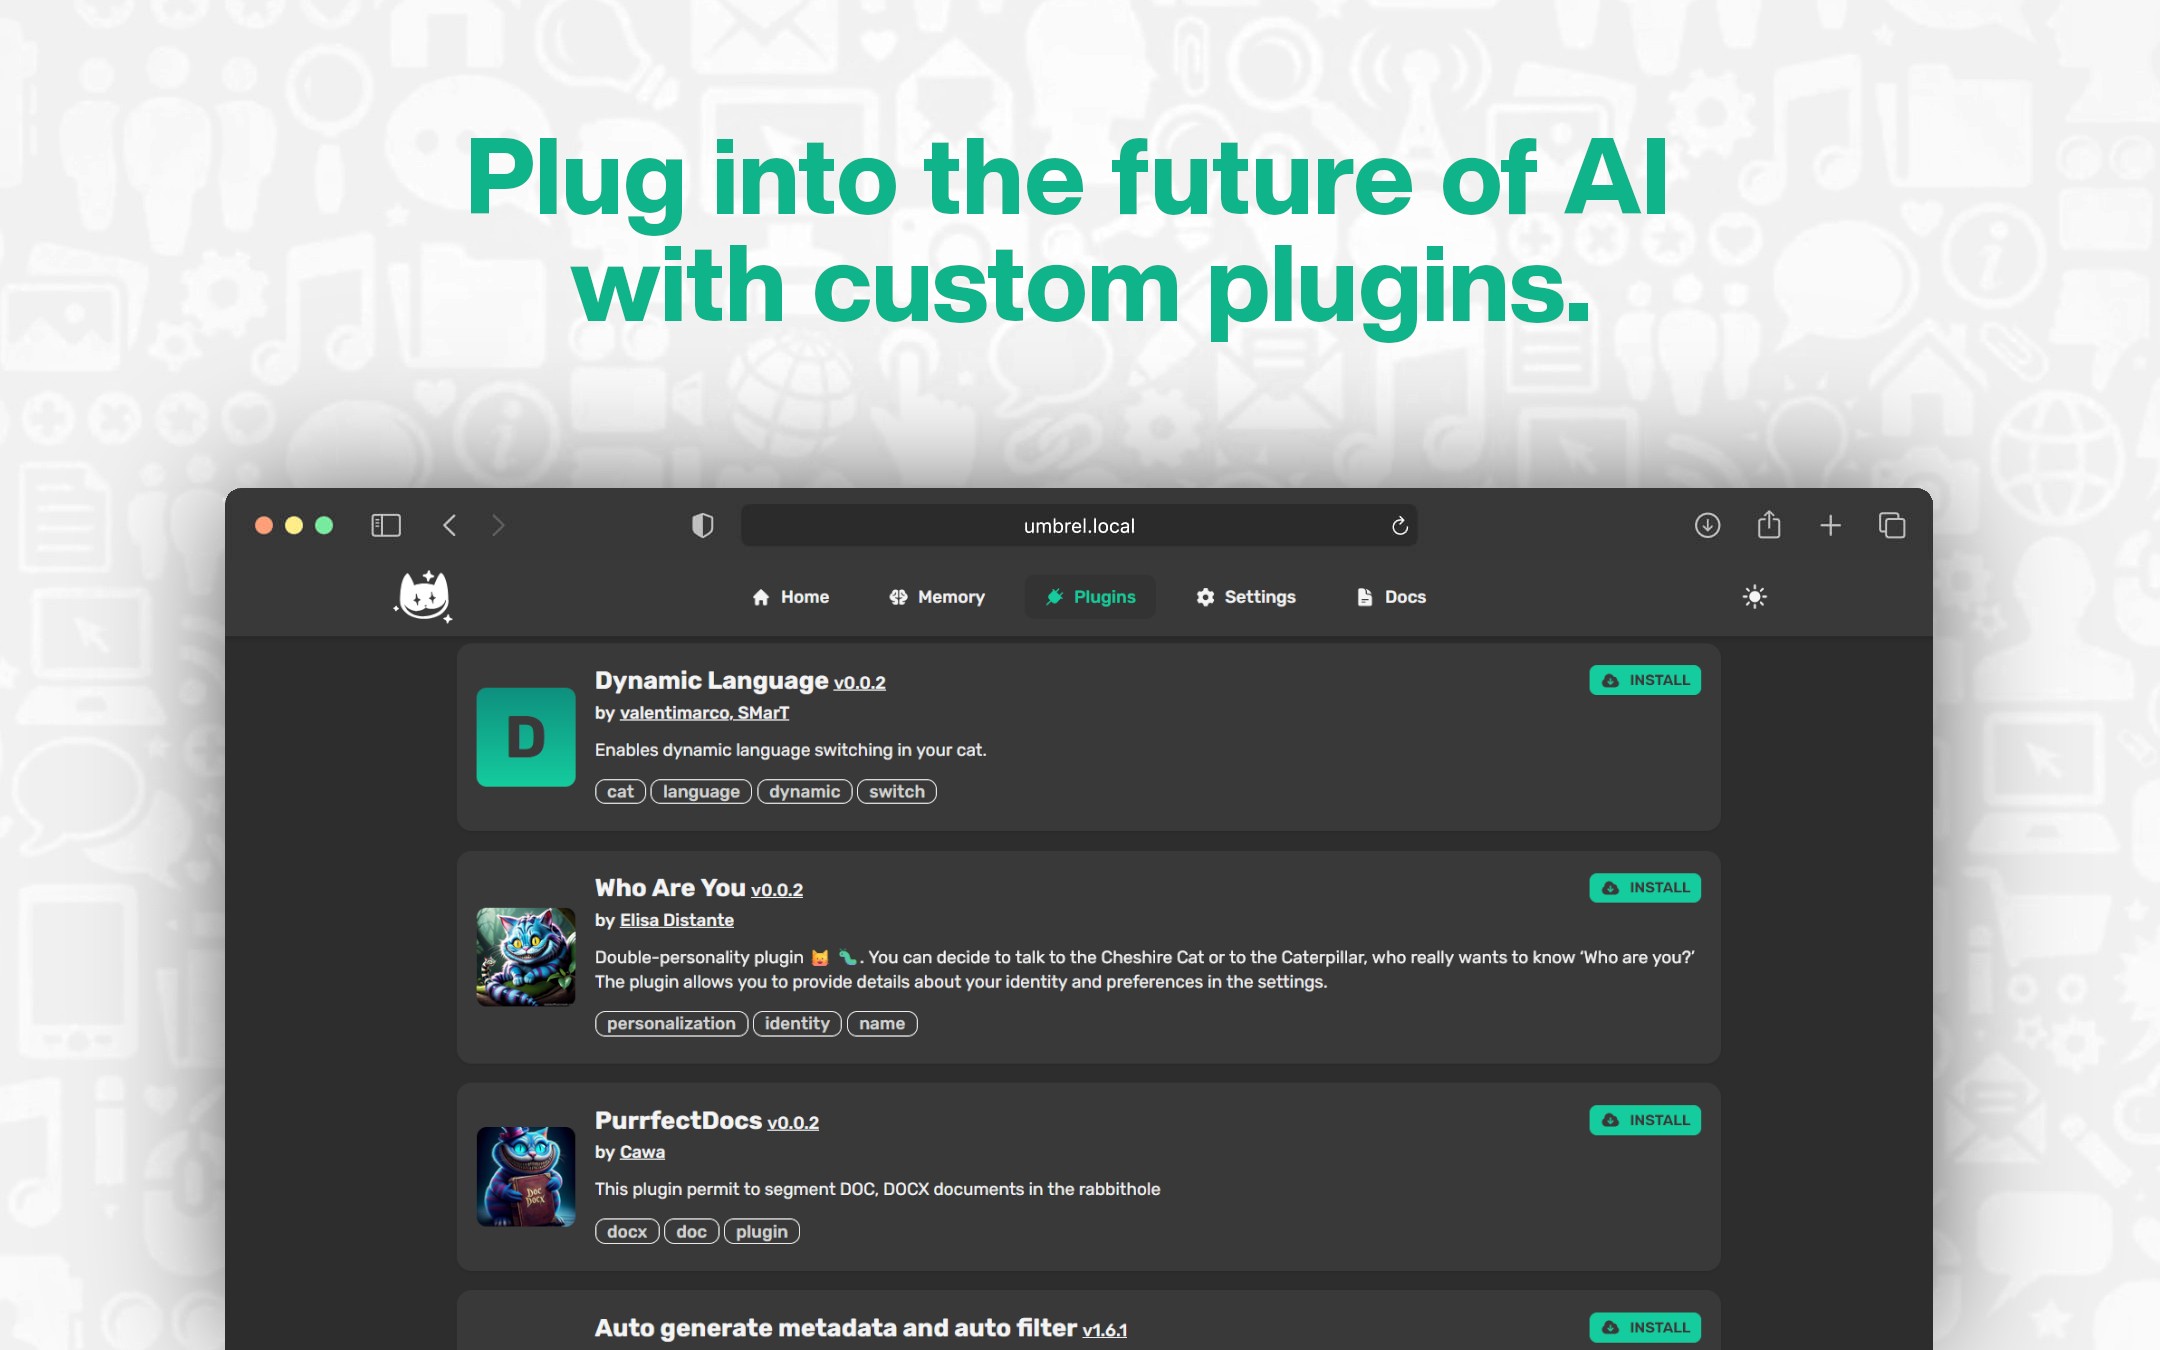 Plug into the future of AI
with custom plugins.
umbrel.local
Home
Memory
Plugins
Settings
Docs
D
Dynamic Language v0.0.2
INSTALL
by valentimarco, SMarT
Enables dynamic language switching in your cat.
cat
language
dynamic
switch
Who Are You v0.0.2
INSTALL
by Elisa Distante
Double-personality plugin 🐱 🐛. You can decide to talk to the Cheshire Cat or to the Caterpillar, who really wants to know ‘Who are you?’
The plugin allows you to provide details about your identity and preferences in the settings.
personalization
identity
name
PurrfectDocs v0.0.2
INSTALL
by Cawa
DOC
DOCX
This plugin permit to segment DOC, DOCX documents in the rabbithole
docx
doc
plugin
Auto generate metadata and auto filter v1.6.1
INSTALL